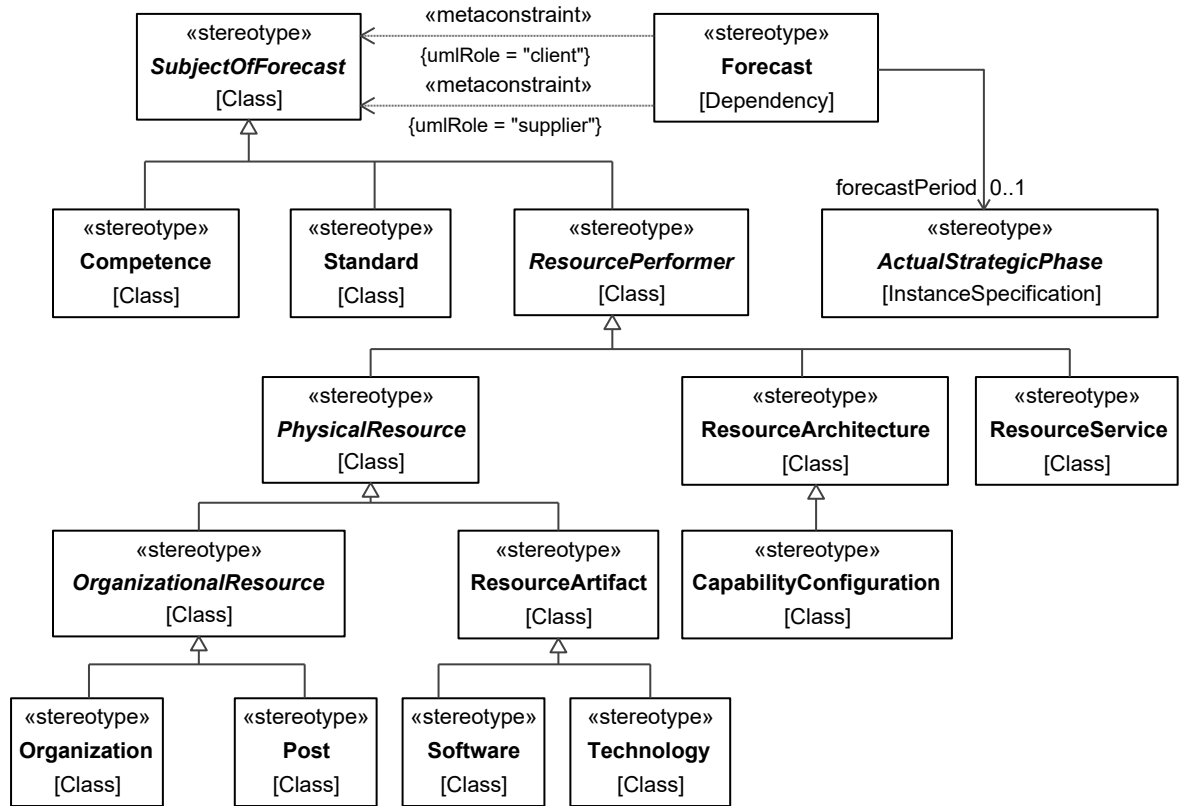 «stereotype»
SubjectOfForecast
[Class]
«metaconstraint»
{umlRole = "client"}
«metaconstraint»
{umlRole = "supplier"}
«stereotype»
Forecast
[Dependency]
forecastPeriod 0..1
«stereotype»
Competence
[Class]
«stereotype»
Standard
[Class]
«stereotype»
ResourcePerformer
[Class]
«stereotype»
ActualStrategicPhase
[InstanceSpecification]
«stereotype»
PhysicalResource
[Class]
«stereotype»
ResourceArchitecture
[Class]
«stereotype»
ResourceService
[Class]
«stereotype»
OrganizationalResource
[Class]
«stereotype»
ResourceArtifact
[Class]
«stereotype»
CapabilityConfiguration
[Class]
«stereotype»
Organization
[Class]
«stereotype»
Post
[Class]
«stereotype»
Software
[Class]
«stereotype»
Technology
[Class]